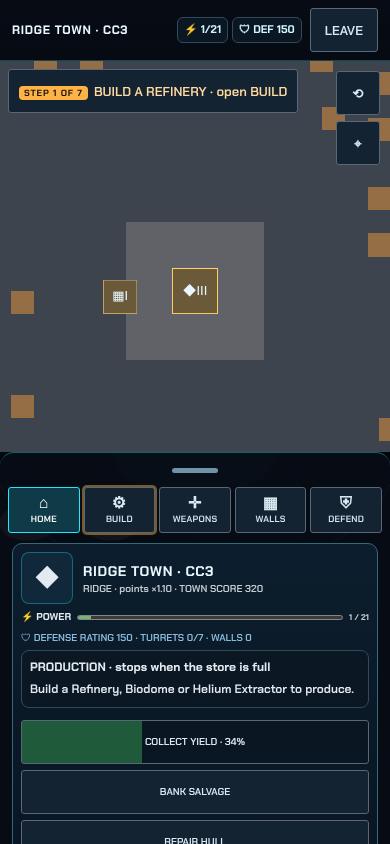 RIDGE TOWN · CC3
⚡ 1/21
🛡 DEF 150
LEAVE
STEP 1 OF 7 BUILD A REFINERY · open BUILD
HOME
BUILD
WEAPONS
WALLS
DEFEND
RIDGE TOWN · CC3
RIDGE · points ×1.10 · TOWN SCORE 320
⚡ POWER 1 / 21
🛡 DEFENSE RATING 150 · TURRETS 0/7 · WALLS 0
PRODUCTION · stops when the store is full
Build a Refinery, Biodome or Helium Extractor to produce.
COLLECT YIELD · 34%
BANK SALVAGE
REPAIR HULL